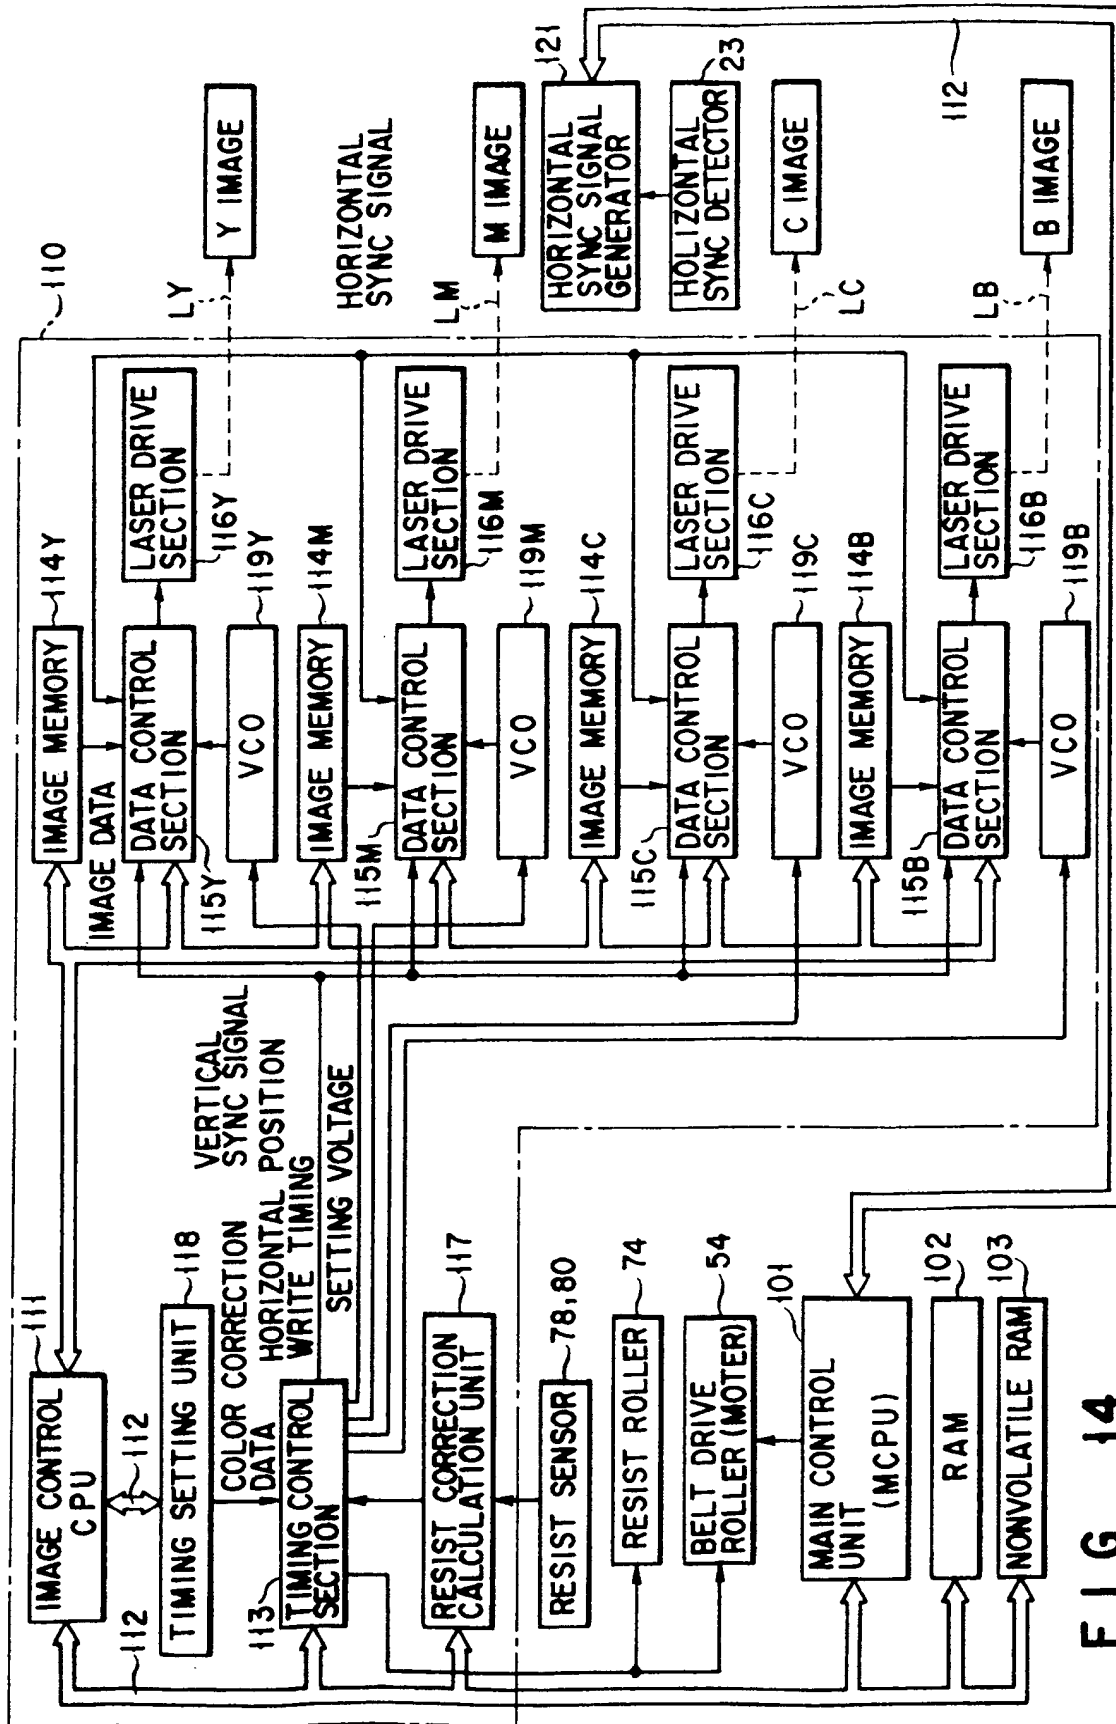 110
111
IMAGE CONTROL
CPU
112
112
118
TIMING SETTING UNIT
COLOR CORRECTION
DATA
VERTICAL
SYNC SIGNAL
HORIZONTAL POSITION
WRITE TIMING
SETTING VOLTAGE
113
TIMING CONTROL
SECTION
117
RESIST CORRECTION
CALCULATION UNIT
78,80
RESIST SENSOR
74
RESIST ROLLER
54
BELT DRIVE
ROLLER (MOTER)
101
MAIN CONTROL
UNIT
(MCPU)
102
RAM
103
NONVOLATILE RAM
114Y
IMAGE MEMORY
IMAGE DATA
DATA CONTROL
SECTION
115Y
LASER DRIVE
SECTION
116Y
119Y
VCO
LY
Y IMAGE
114M
IMAGE MEMORY
115M
DATA CONTROL
SECTION
LASER DRIVE
SECTION
116M
119M
VCO
HORIZONTAL
SYNC SIGNAL
LM
M IMAGE
114C
IMAGE MEMORY
115C
DATA CONTROL
SECTION
LASER DRIVE
SECTION
116C
119C
VCO
121
HORIZONTAL
SYNC SIGNAL
GENERATOR
23
HOLIZONTAL
SYNC DETECTOR
LC
C IMAGE
114B
IMAGE MEMORY
115B
DATA CONTROL
SECTION
LASER DRIVE
SECTION
116B
119B
VCO
LB
B IMAGE
112
FIG 14